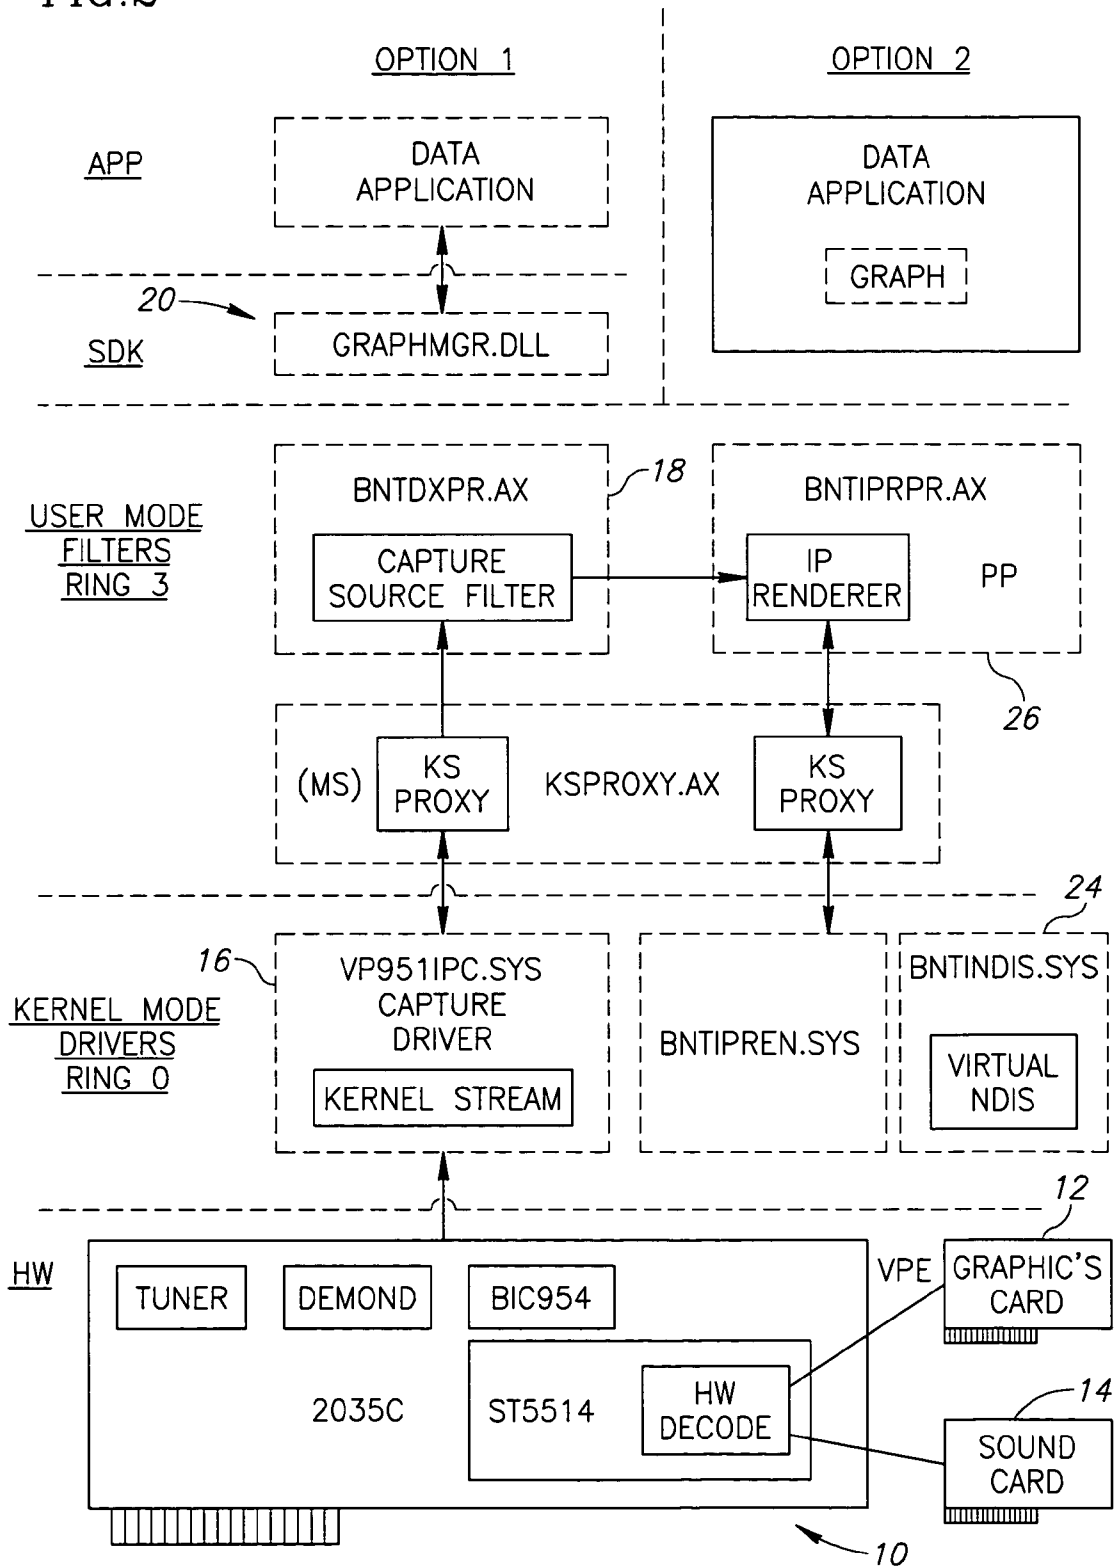 FIG.2
OPTION 1
OPTION 2
APP
DATA
APPLICATION
DATA
APPLICATION
GRAPH
20
SDK
GRAPHMGR.DLL
USER MODE
FILTERS
RING 3
BNTDXPR.AX
18
CAPTURE
SOURCE FILTER
BNTIPRPR.AX
IP
RENDERER
PP
26
(MS)
KS
PROXY
KSPROXY.AX
KS
PROXY
KERNEL MODE
DRIVERS
RING 0
16
VP951IPC.SYS
CAPTURE
DRIVER
KERNEL STREAM
BNTIPREN.SYS
24
BNTINDIS.SYS
VIRTUAL
NDIS
HW
TUNER
DEMOND
BIC954
2035C
ST5514
HW
DECODE
VPE
12
GRAPHIC'S
CARD
14
SOUND
CARD
10